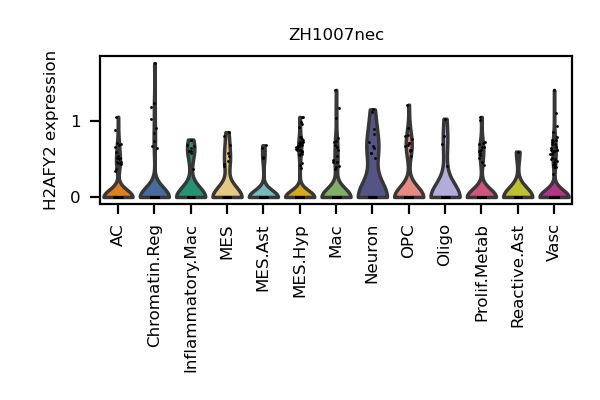 ZH1007nec
H2AFY2 expression
1
0
AC
Chromatin.Reg
Inflammatory.Mac
MES
MES.Ast
MES.Hyp
Mac
Neuron
OPC
Oligo
Prolif.Metab
Reactive.Ast
Vasc